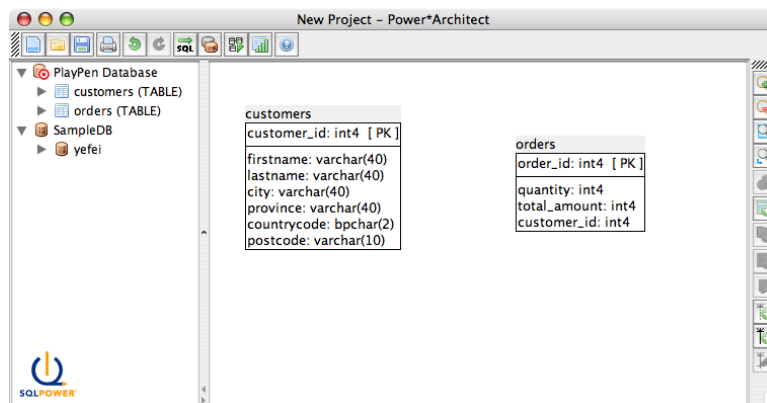 New Project – Power*Architect
SQL
PlayPen Database
customers (TABLE)
orders (TABLE)
SampleDB
yefei
customers
customer_id: int4 [ PK ]
firstname: varchar(40)
lastname: varchar(40)
city: varchar(40)
province: varchar(40)
countrycode: bpchar(2)
postcode: varchar(10)
orders
order_id: int4 [ PK ]
quantity: int4
total_amount: int4
customer_id: int4
SQLPOWER